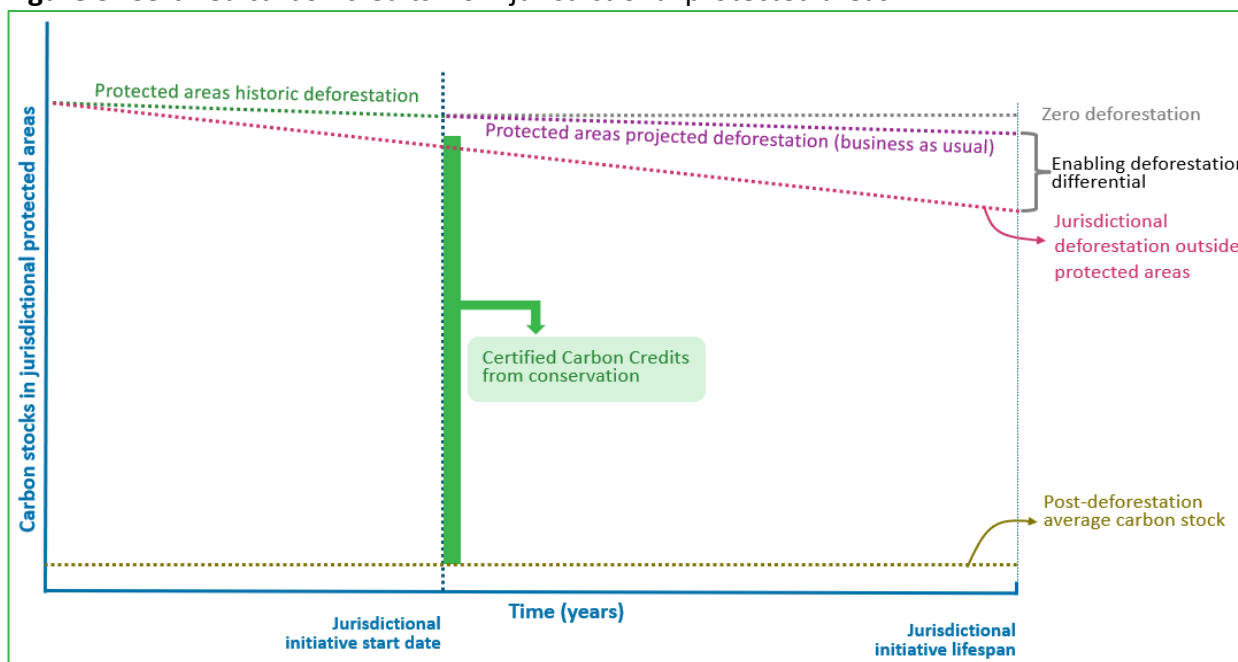 Protected areas historic deforestation
Zero deforestation
Protected areas projected deforestation (business as usual)
Enabling deforestation
differential
Jurisdictional
deforestation outside
protected areas
Carbon stocks in jurisdictional protected areas
Certified Carbon Credits
from conservation
Post-deforestation
average carbon stock
Time (years)
Jurisdictional
initiative start date
Jurisdictional
initiative lifespan